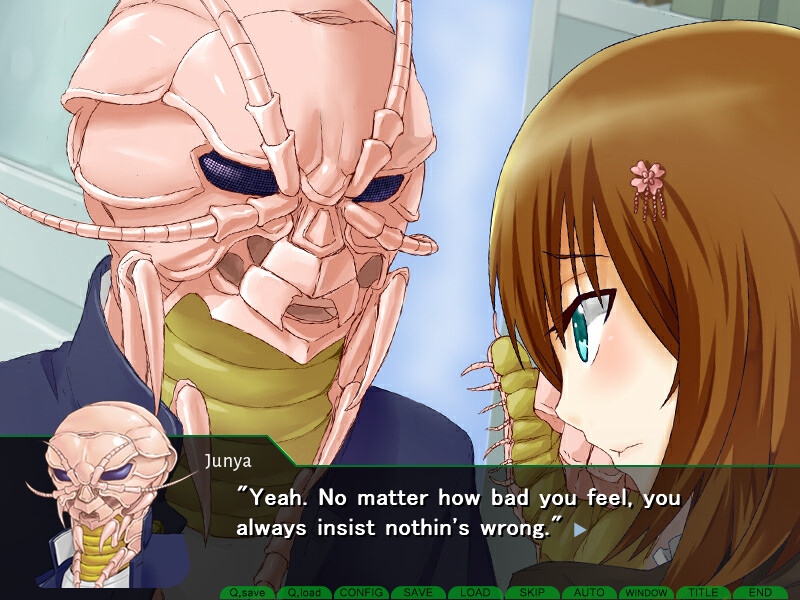 Junya
"Yeah. No matter how bad you feel, you
always insist nothin's wrong."
Q,save Q,load CONFIG SAVE LOAD SKIP AUTO WINDOW TITLE END